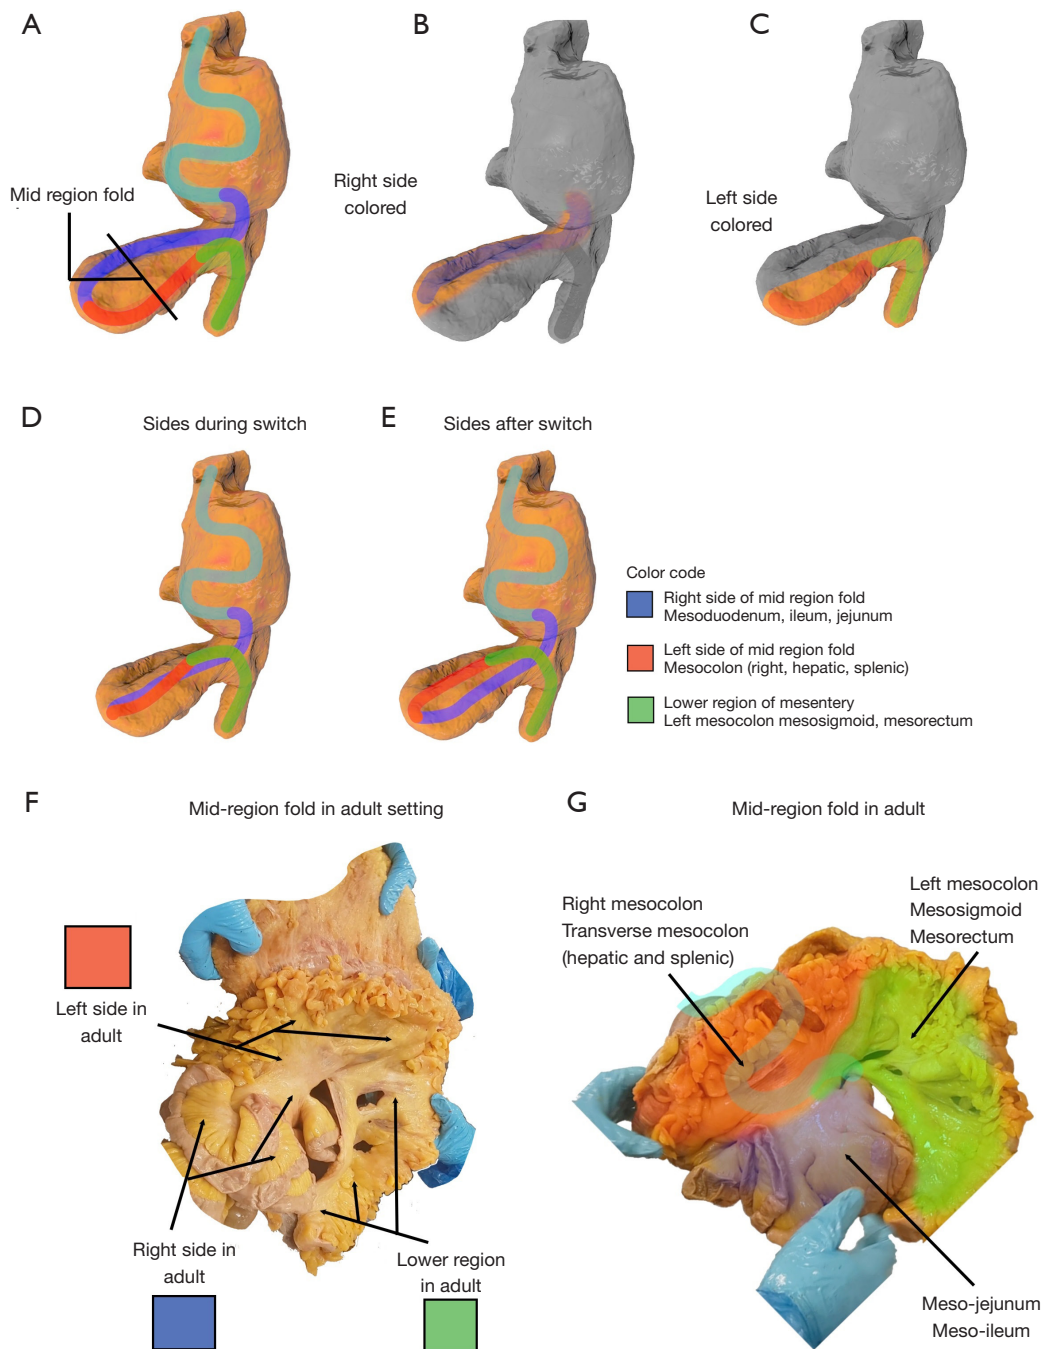 A
B
C
Mid region fold
Right side
colored
Left side
colored
D
Sides during switch
E
Sides after switch
Color code
Right side of mid region fold
Mesoduodenum, ileum, jejunum
Left side of mid region fold
Mesocolon (right, hepatic, splenic)
Lower region of mesentery
Left mesocolon mesosigmoid, mesorectum
F
Mid-region fold in adult setting
G
Mid-region fold in adult
Left side in
adult
Right side in
adult
Lower region
in adult
Right mesocolon
Transverse mesocolon
(hepatic and splenic)
Left mesocolon
Mesosigmoid
Mesorectum
Meso-jejunum
Meso-ileum